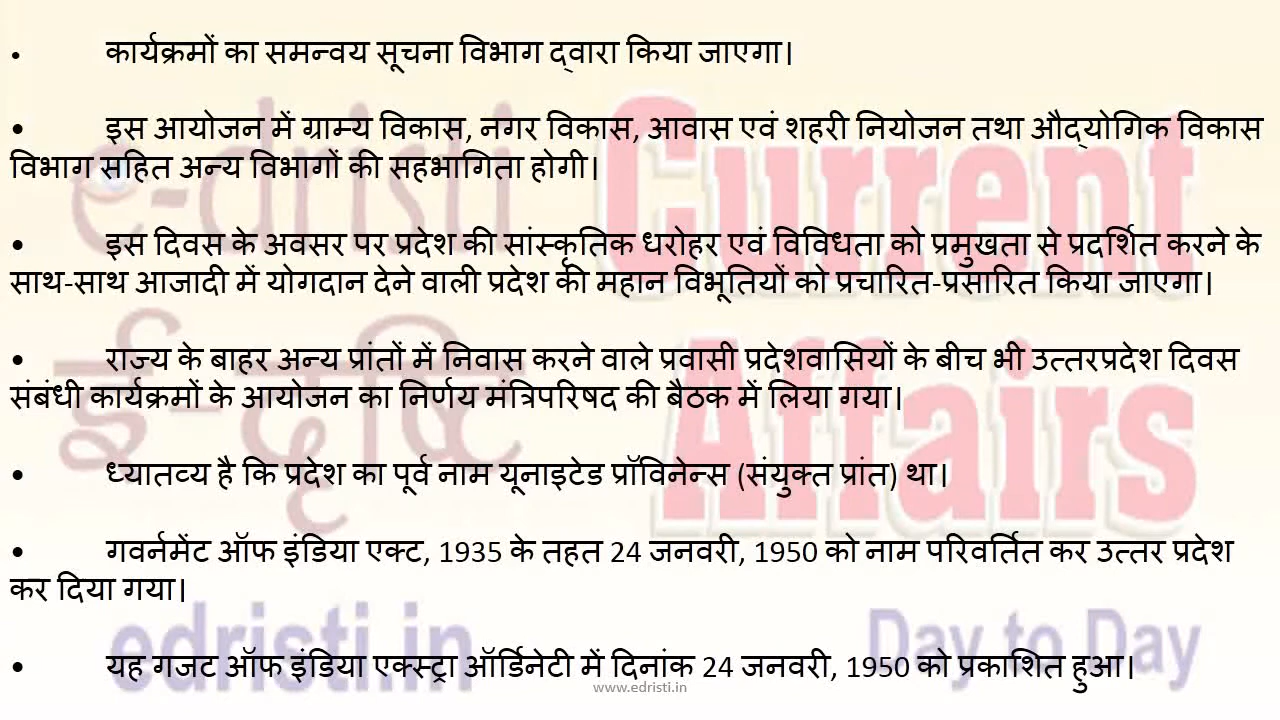 • कार्यक्रमों का समन्वय सूचना विभाग द्वारा किया जाएगा।
• इस आयोजन में ग्राम्य विकास, नगर विकास, आवास एवं शहरी नियोजन तथा औद्योगिक विकास
विभाग सहित अन्य विभागों की सहभागिता होगी।
• इस दिवस के अवसर पर प्रदेश की सांस्कृतिक धरोहर एवं विविधता को प्रमुखता से प्रदर्शित करने के
साथ-साथ आजादी में योगदान देने वाली प्रदेश की महान विभूतियों को प्रचारित-प्रसारित किया जाएगा।
• राज्य के बाहर अन्य प्रांतों में निवास करने वाले प्रवासी प्रदेशवासियों के बीच भी उत्तरप्रदेश दिवस
संबंधी कार्यक्रमों के आयोजन का निर्णय मंत्रिपरिषद की बैठक में लिया गया।
• ध्यातव्य है कि प्रदेश का पूर्व नाम यूनाइटेड प्रॉविनेन्स (संयुक्त प्रांत) था।
• गवर्नमेंट ऑफ इंडिया एक्ट, 1935 के तहत 24 जनवरी, 1950 को नाम परिवर्तित कर उत्तर प्रदेश
कर दिया गया।
• यह गजट ऑफ इंडिया एक्स्ट्रा ऑर्डिनेटी में दिनांक 24 जनवरी, 1950 को प्रकाशित हुआ।
www.edristi.in
e-dristi
ई-दृष्टि
Current
Affairs
edristi.in
Day to Day